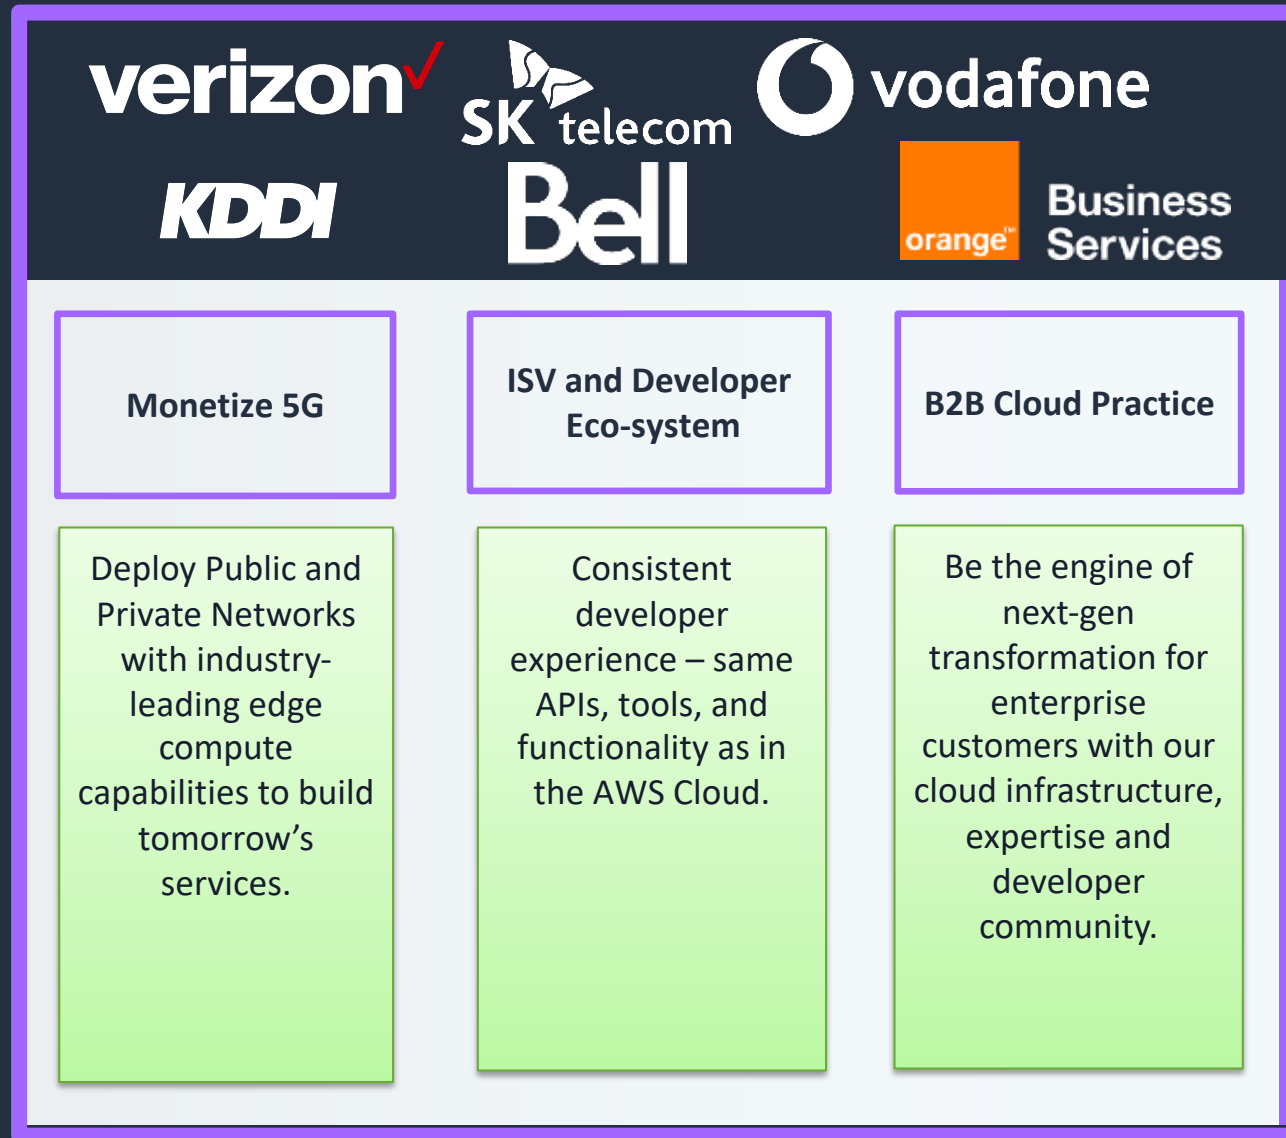 verizon
SK telecom
vodafone
KDDI
Bell
orange™
Business
Services
Monetize 5G
Deploy Public and
Private Networks
with industry-
leading edge
compute
capabilities to build
tomorrow’s
services.
ISV and Developer
Eco-system
Consistent
developer
experience – same
APIs, tools, and
functionality as in
the AWS Cloud.
B2B Cloud Practice
Be the engine of
next-gen
transformation for
enterprise
customers with our
cloud infrastructure,
expertise and
developer
community.